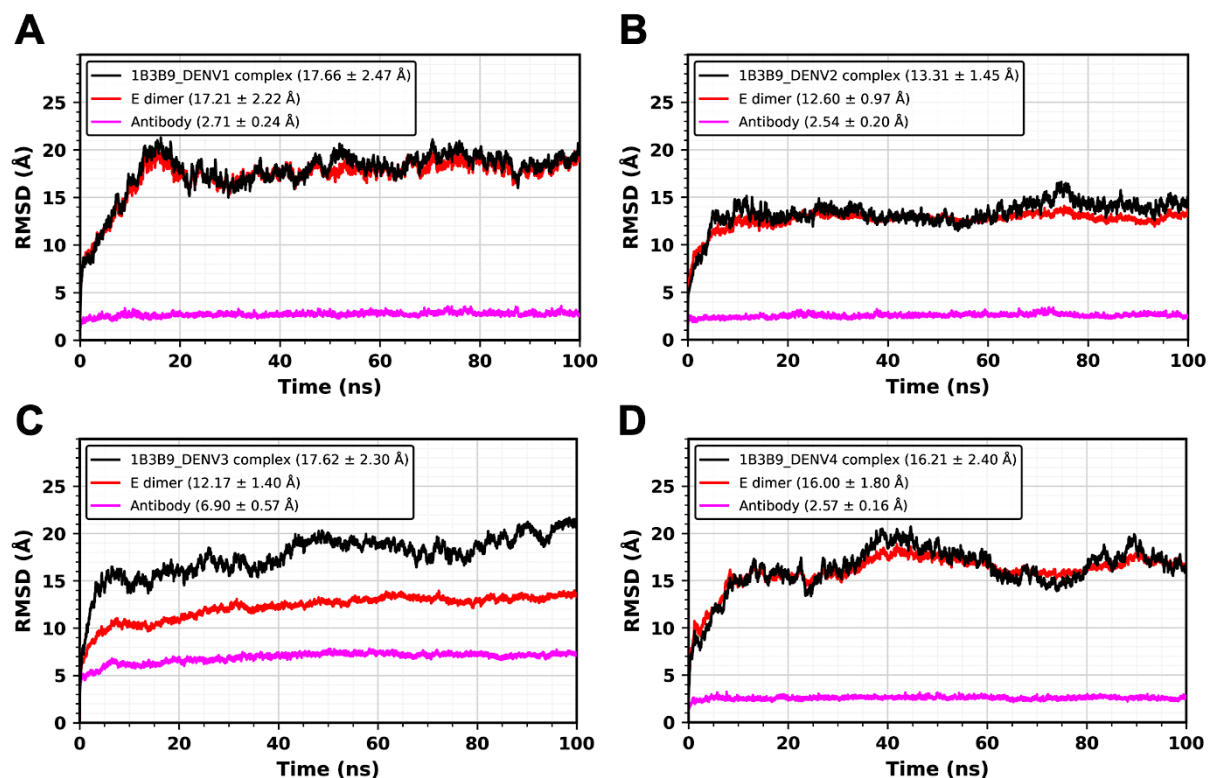 A
1B3B9_DENV1 complex (17.66 ± 2.47 Å)
E dimer (17.21 ± 2.22 Å)
Antibody (2.71 ± 0.24 Å)
RMSD (Å)
25
20
15
10
5
0
0 20 40 60 80 100
Time (ns)
B
1B3B9_DENV2 complex (13.31 ± 1.45 Å)
E dimer (12.60 ± 0.97 Å)
Antibody (2.54 ± 0.20 Å)
RMSD (Å)
25
20
15
10
5
0
0 20 40 60 80 100
Time (ns)
C
1B3B9_DENV3 complex (17.62 ± 2.30 Å)
E dimer (12.17 ± 1.40 Å)
Antibody (6.90 ± 0.57 Å)
RMSD (Å)
25
20
15
10
5
0
0 20 40 60 80 100
Time (ns)
D
1B3B9_DENV4 complex (16.21 ± 2.40 Å)
E dimer (16.00 ± 1.80 Å)
Antibody (2.57 ± 0.16 Å)
RMSD (Å)
25
20
15
10
5
0
0 20 40 60 80 100
Time (ns)